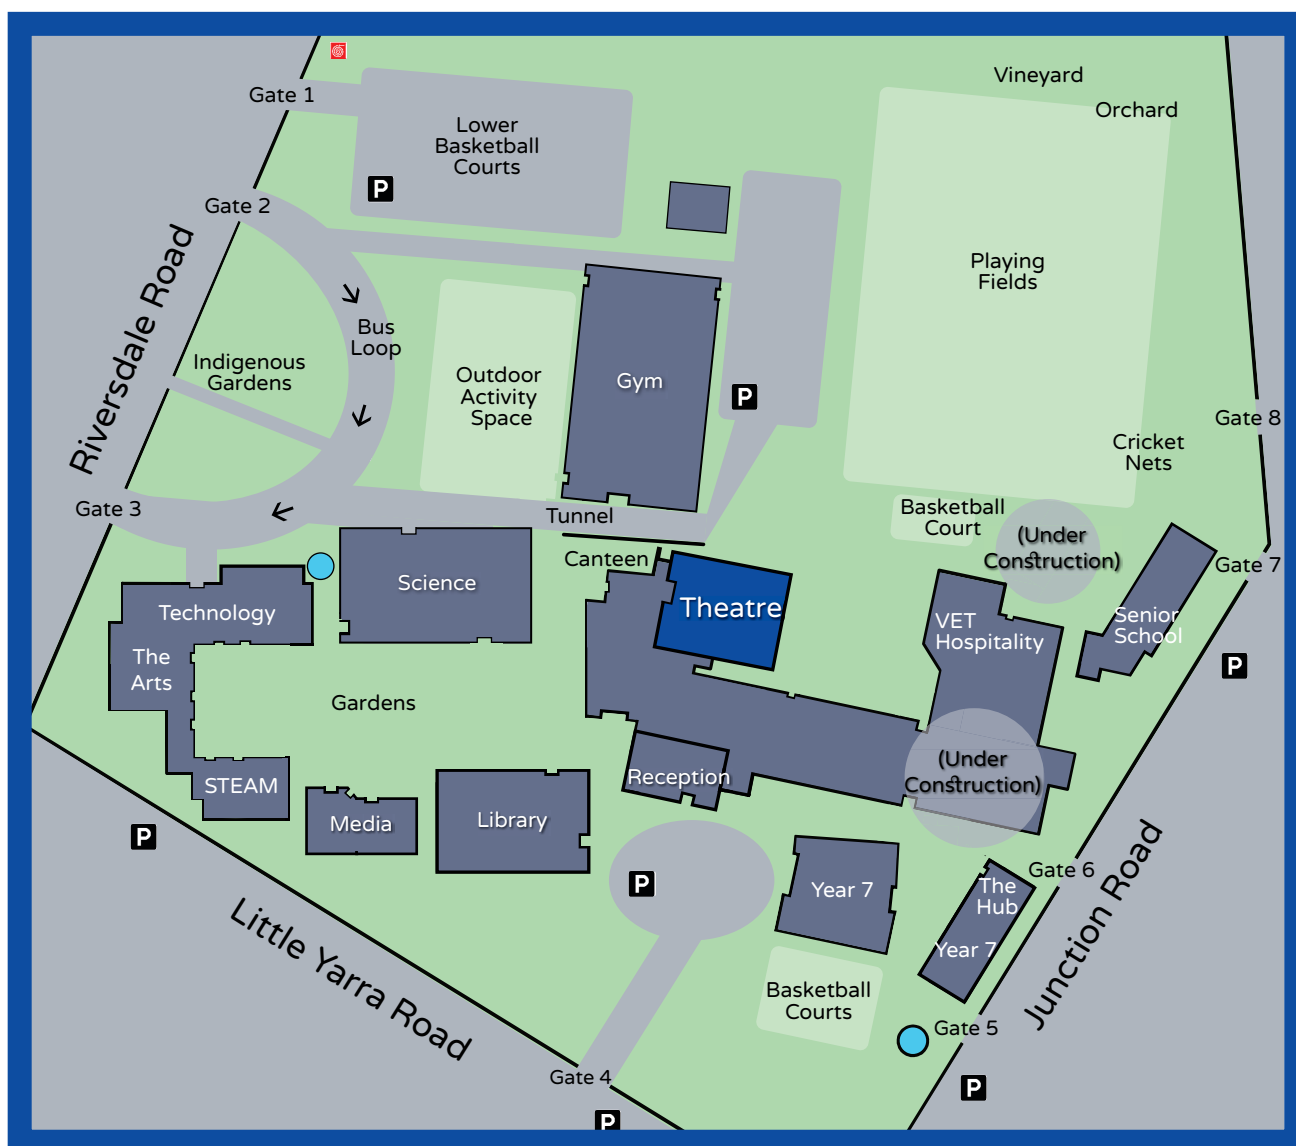 Vineyard
Gate 1
Orchard
Lower
Basketball
Courts
P
Gate 2
Riversdale Road
Playing
Fields
Bus
Loop
Indigenous
Gardens
Outdoor
Activity
Space
Gym
P
Gate 8
Cricket
Nets
Gate 3
Tunnel
Basketball
Court
(Under
Construction)
Canteen
Gate 7
Science
Technology
Theatre
VET
Hospitality
Senior
School
The
Arts
P
Gardens
STEAM
Reception
(Under
Construction)
Media
Library
P
P
Year 7
Gate 6
The
Hub
Year 7
Little Yarra Road
Junction Road
Basketball
Courts
Gate 5
Gate 4
P
P